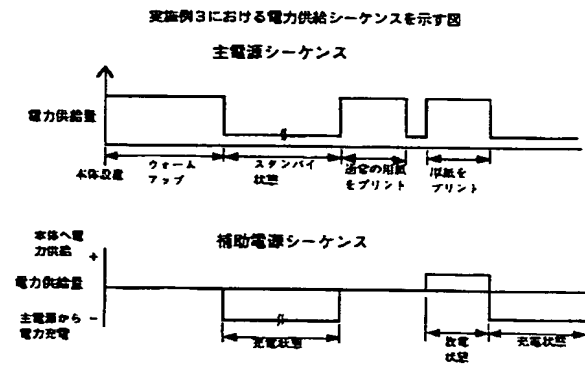 実施例3における電力供給シーケンスを示す図
主電源シーケンス
電力供給量
本体設置
ウォーム
アップ
スタンバイ
状態
通常の用紙
をプリント
厚紙を
プリント
補助電源シーケンス
本体へ電
力供給
+
電力供給量
主電源から
電力充電
−
充電状態
放電
状態
充電状態